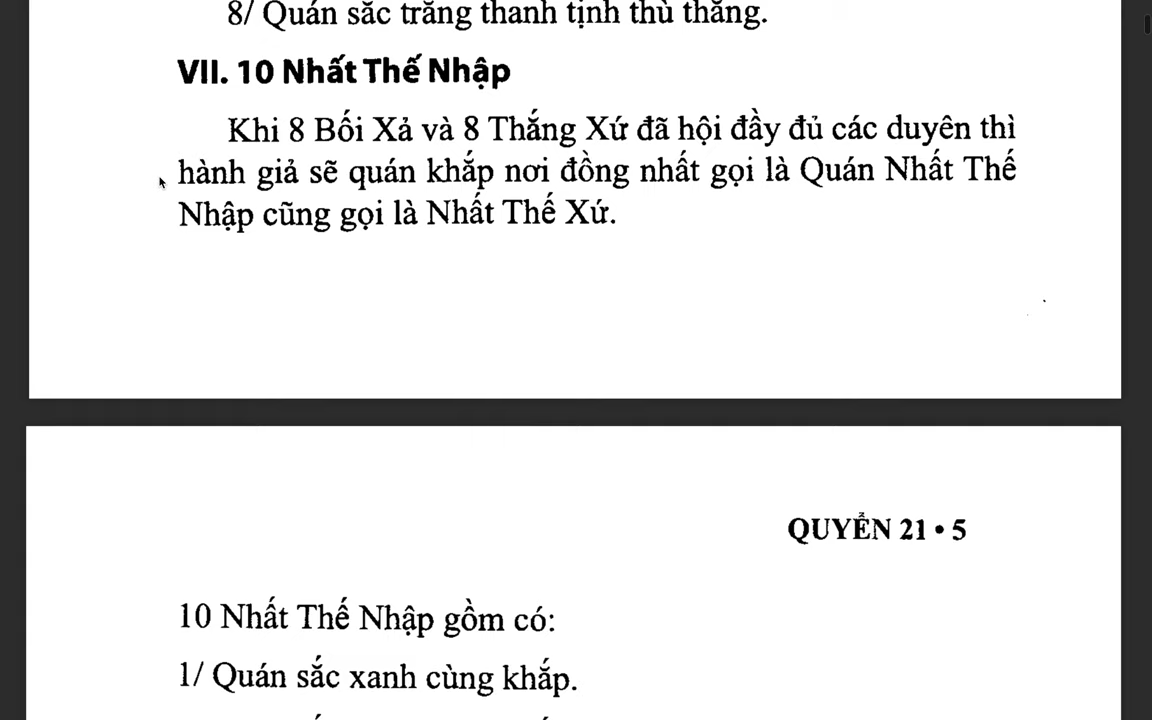 8/ Quán sắc trắng thanh tịnh thù thắng.
VII. 10 Nhất Thế Nhập
Khi 8 Bối Xả và 8 Thắng Xứ đã hội đầy đủ các duyên thì
hành giả sẽ quán khắp nơi đồng nhất gọi là Quán Nhất Thế
Nhập cũng gọi là Nhất Thế Xứ.
QUYỂN 21 • 5
10 Nhất Thế Nhập gồm có:
1/ Quán sắc xanh cùng khắp.